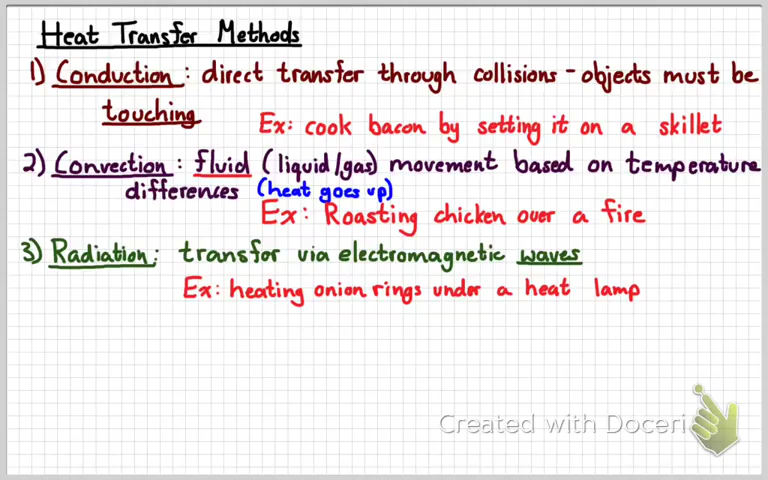 Heat Transfer Methods
1) Conduction: direct transfer through collisions - objects must be
touching
Ex: cook bacon by setting it on a skillet
2) Convection: fluid (liquid/gas) movement based on temperature
differences (heat goes up)
Ex: Roasting chicken over a fire
3) Radiation: transfor via electromagnetic waves
Ex: heating onion rings under a heat lamp
Created with Doceri